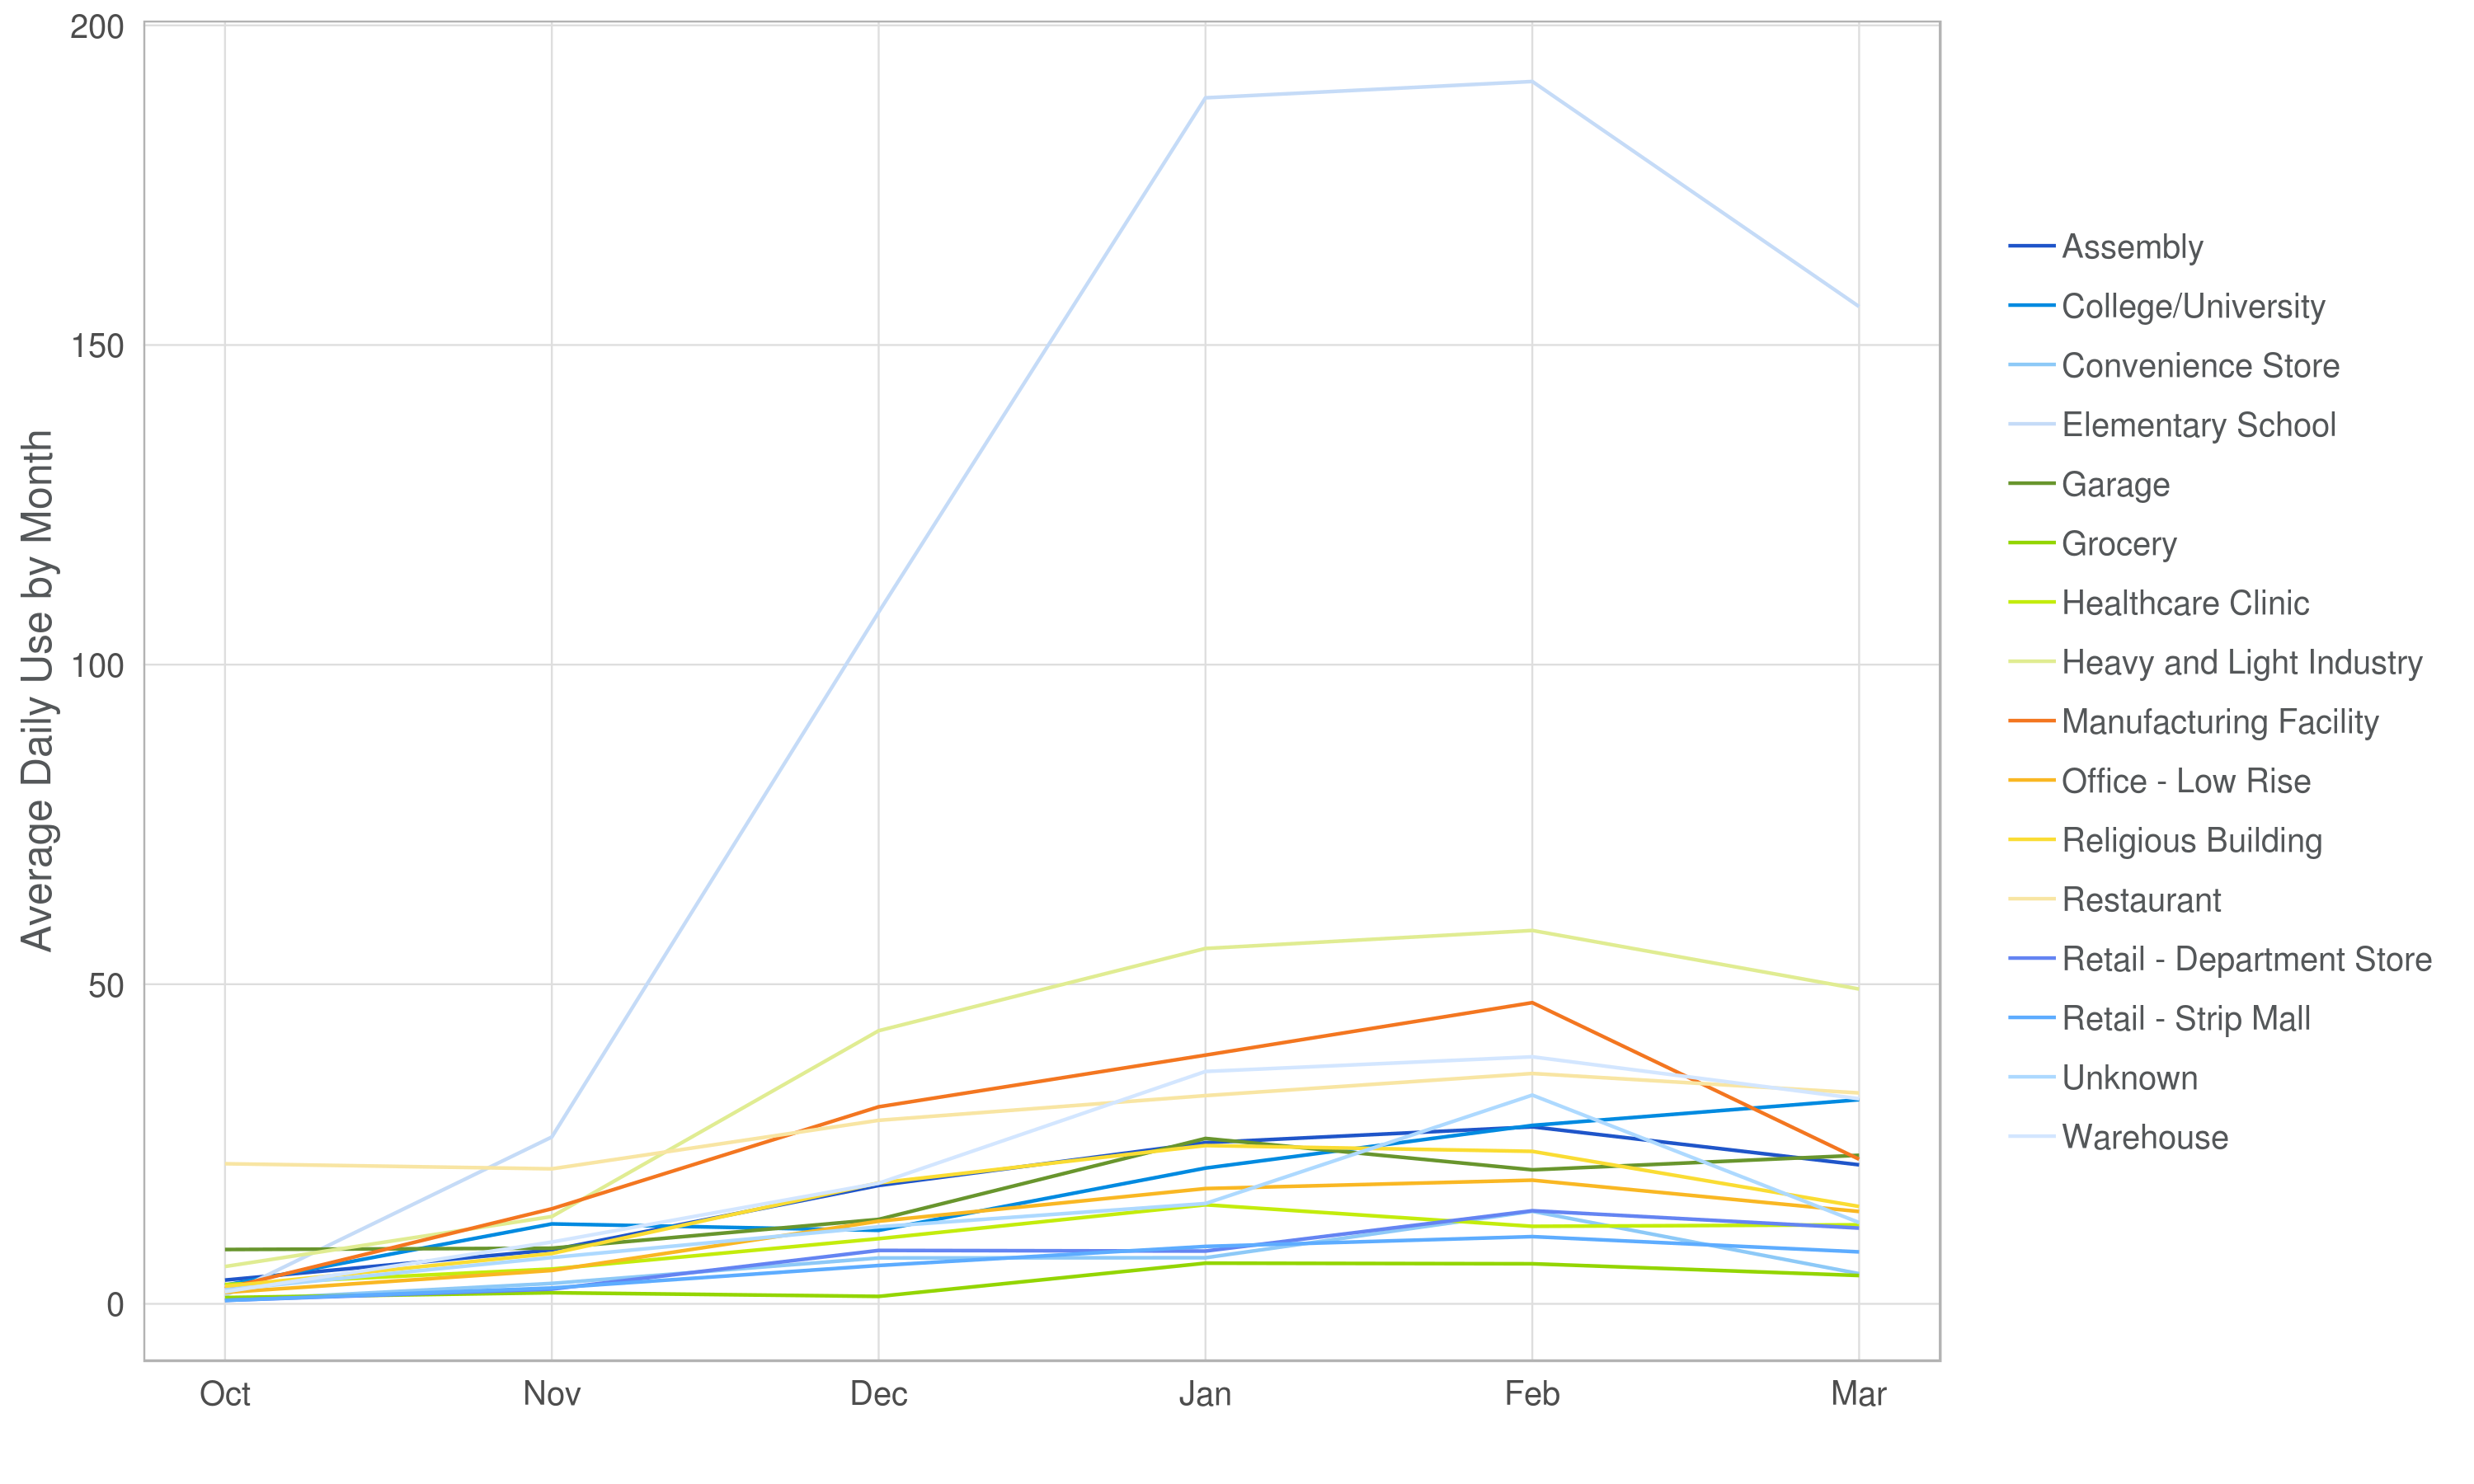 Average Daily Use by Month
200
150
100
50
0
Oct Nov Dec Jan Feb Mar
Assembly
College/University
Convenience Store
Elementary School
Garage
Grocery
Healthcare Clinic
Heavy and Light Industry
Manufacturing Facility
Office - Low Rise
Religious Building
Restaurant
Retail - Department Store
Retail - Strip Mall
Unknown
Warehouse